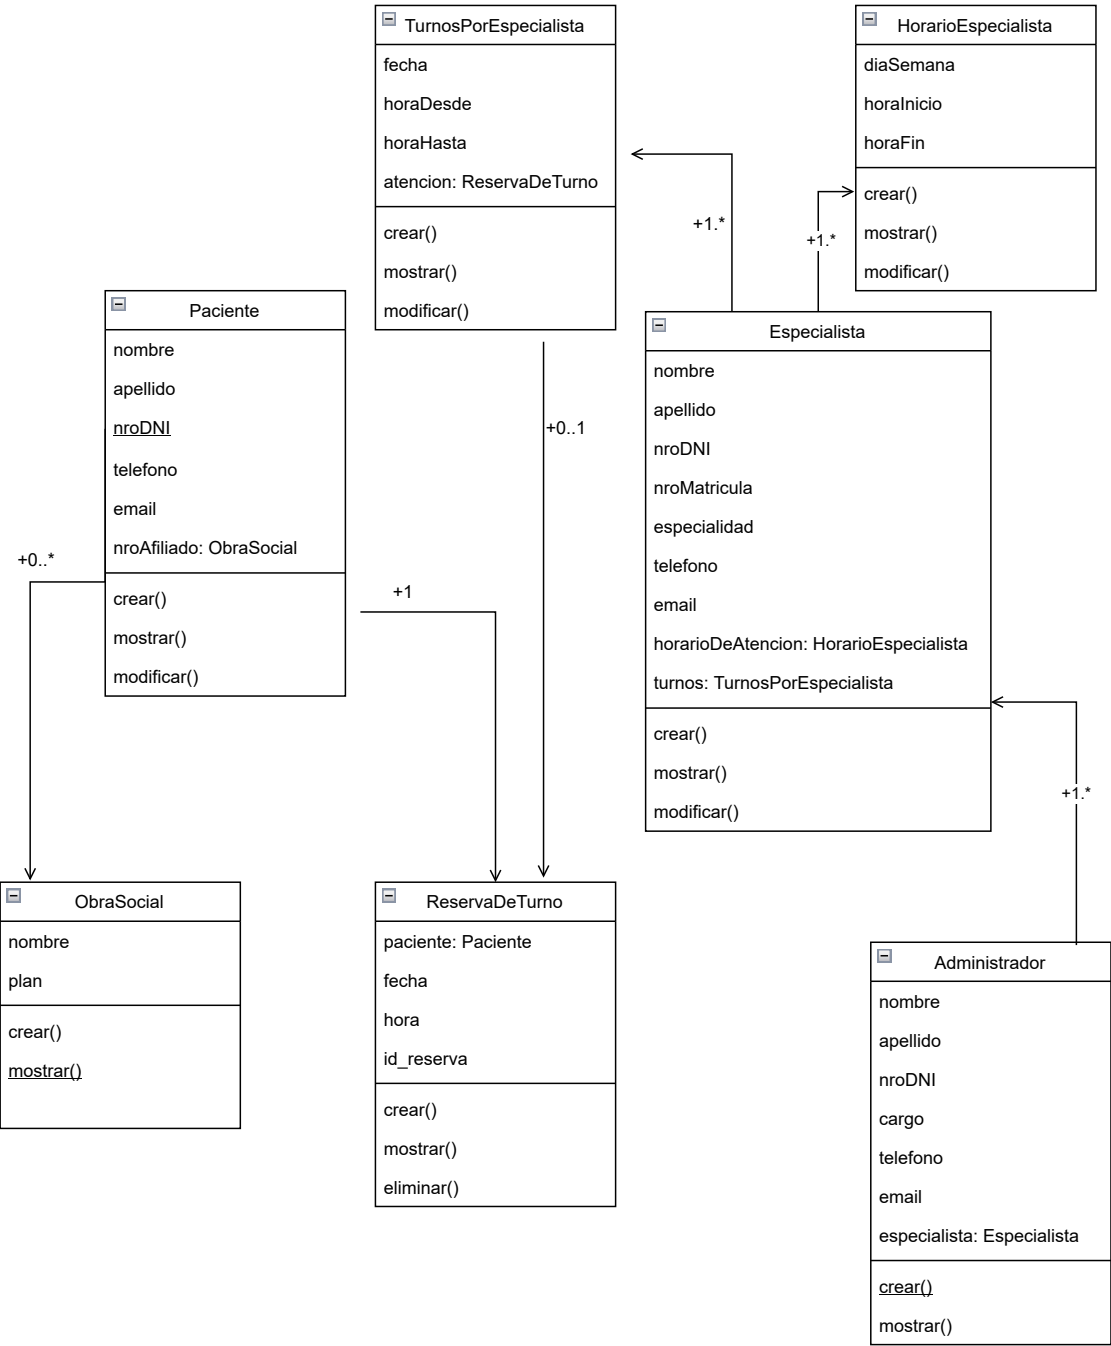 TurnosPorEspecialista
fecha
horaDesde
horaHasta
atencion: ReservaDeTurno
crear()
mostrar()
modificar()
HorarioEspecialista
diaSemana
horaInicio
horaFin
crear()
mostrar()
modificar()
+1.*
+1.*
Paciente
nombre
apellido
nroDNI
telefono
email
nroAfiliado: ObraSocial
crear()
mostrar()
modificar()
Especialista
nombre
apellido
nroDNI
nroMatricula
especialidad
telefono
email
horarioDeAtencion: HorarioEspecialista
turnos: TurnosPorEspecialista
crear()
mostrar()
modificar()
+0..1
+0..*
+1
+1.*
ObraSocial
nombre
plan
crear()
mostrar()
ReservaDeTurno
paciente: Paciente
fecha
hora
id_reserva
crear()
mostrar()
eliminar()
Administrador
nombre
apellido
nroDNI
cargo
telefono
email
especialista: Especialista
crear()
mostrar()